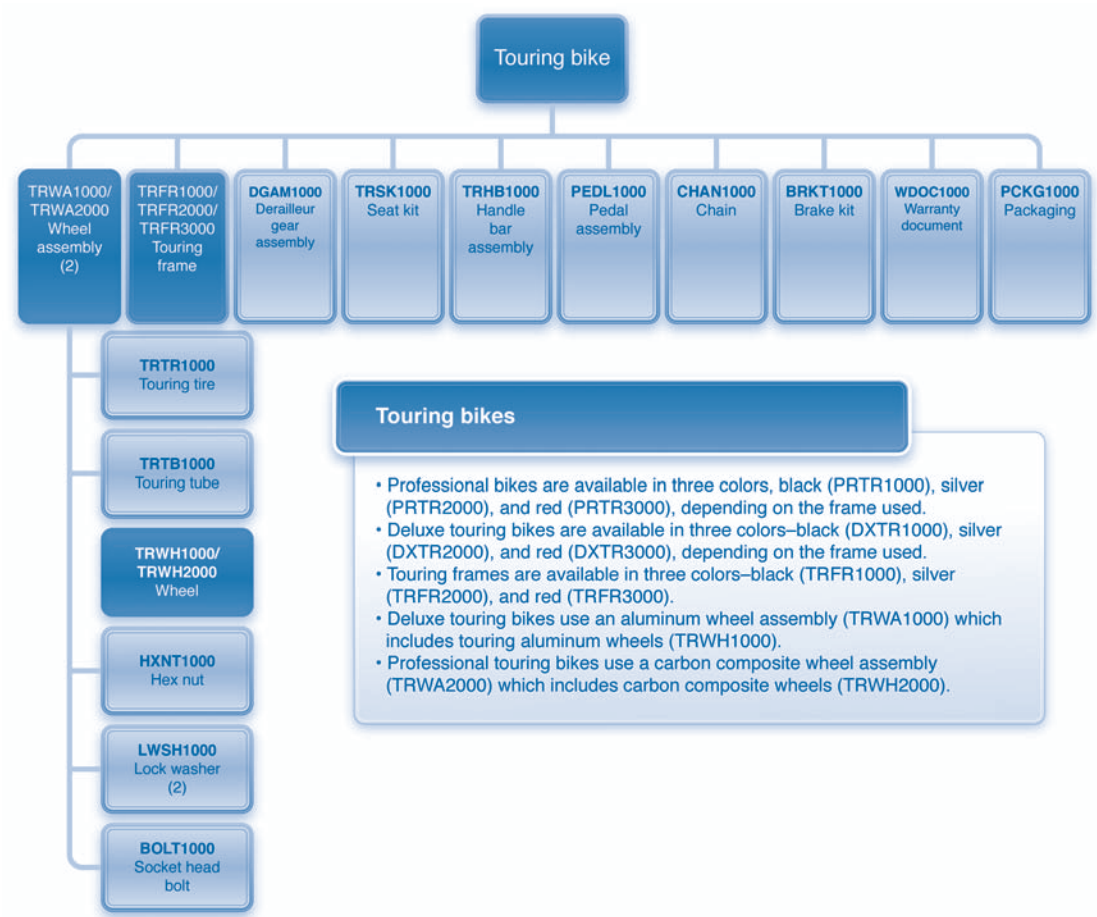 Touring bike
TRWA1000/
TRWA2000
Wheel
assembly
(2)
TRFR1000/
TRFR2000/
TRFR3000
Touring
frame
DGAM1000
Derailleur
gear
assembly
TRSK1000
Seat kit
TRHB1000
Handle
bar
assembly
PEDL1000
Pedal
assembly
CHAN1000
Chain
BRKT1000
Brake kit
WDOC1000
Warranty
document
PCKG1000
Packaging
TRTR1000
Touring tire
TRTB1000
Touring tube
TRWH1000/
TRWH2000
Wheel
HXNT1000
Hex nut
LWSH1000
Lock washer
(2)
BOLT1000
Socket head
bolt
Touring bikes
• Professional bikes are available in three colors, black (PRTR1000), silver
(PRTR2000), and red (PRTR3000), depending on the frame used.
• Deluxe touring bikes are available in three colors–black (DXTR1000), silver
(DXTR2000), and red (DXTR3000), depending on the frame used.
• Touring frames are available in three colors–black (TRFR1000), silver
(TRFR2000), and red (TRFR3000).
• Deluxe touring bikes use an aluminum wheel assembly (TRWA1000) which
includes touring aluminum wheels (TRWH1000).
• Professional touring bikes use a carbon composite wheel assembly
(TRWA2000) which includes carbon composite wheels (TRWH2000).